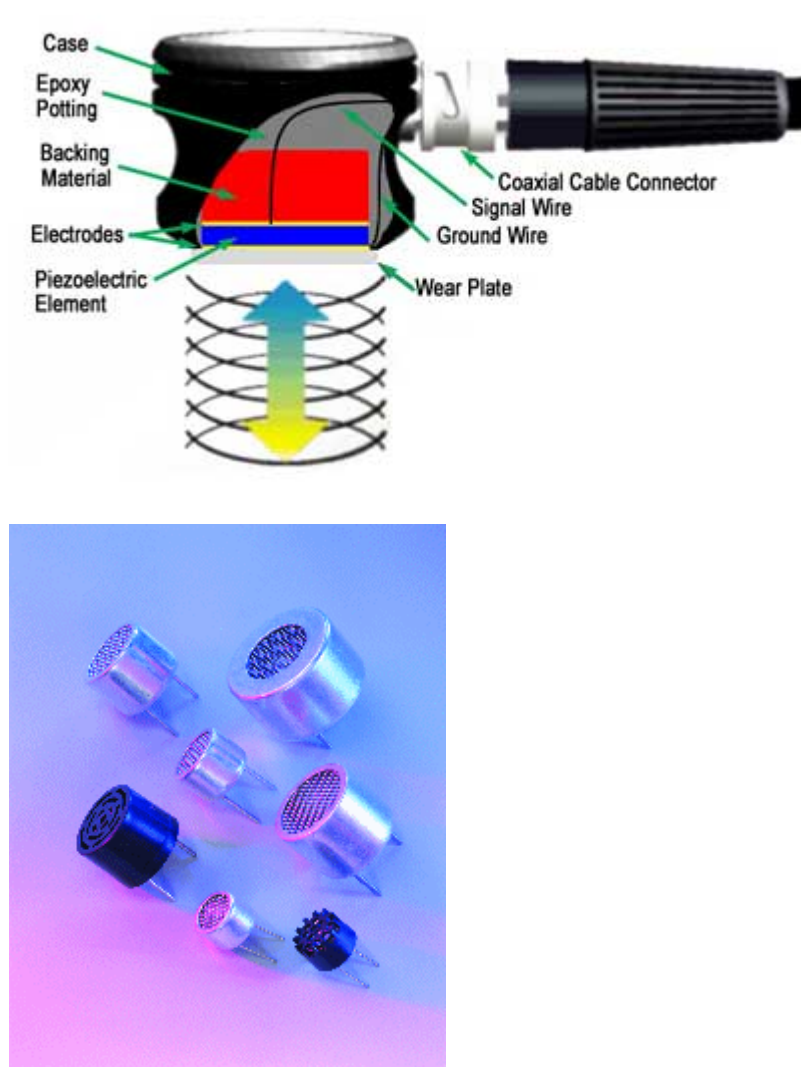 Case
Epoxy
Potting
Backing
Material
Electrodes
Piezoelectric
Element
Coaxial Cable Connector
Signal Wire
Ground Wire
Wear Plate